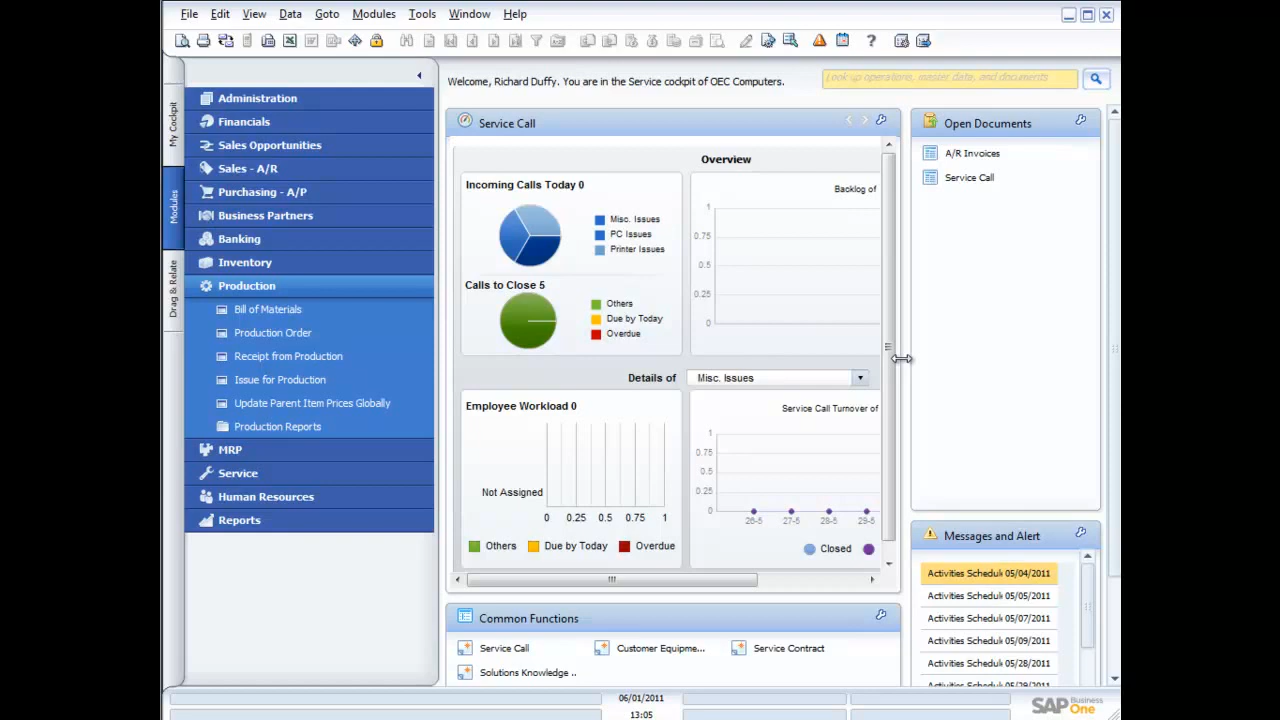 File Edit View Data Goto Modules Tools Window Help
Welcome, Richard Duffy. You are in the Service cockpit of OEC Computers.
Look up operations, master data, and documents
My Cockpit
Modules
Drag & Relate
Administration
Financials
Sales Opportunities
Sales - A/R
Purchasing - A/P
Business Partners
Banking
Inventory
Production
Bill of Materials
Production Order
Receipt from Production
Issue for Production
Update Parent Item Prices Globally
Production Reports
MRP
Service
Human Resources
Reports
Service Call
Overview
Incoming Calls Today 0
Misc. Issues
PC Issues
Printer Issues
Calls to Close 5
Others
Due by Today
Overdue
Backlog of
1
0.75
0.5
0.25
0
Details of Misc. Issues
Employee Workload 0
Not Assigned
0 0.25 0.5 0.75 1
Others Due by Today Overdue
Service Call Turnover of
1
0.75
0.5
0.25
0
26-5 27-5 28-5 29-5
Closed
Common Functions
Service Call Customer Equipme... Service Contract
Solutions Knowledge ..
Open Documents
A/R Invoices
Service Call
Messages and Alert
Activities Schedul 05/04/2011
Activities Schedul 05/05/2011
Activities Schedul 05/07/2011
Activities Schedul 05/09/2011
Activities Schedul 05/28/2011
Activities Schedul 05/29/2011
06/01/2011
13:05
SAP Business One